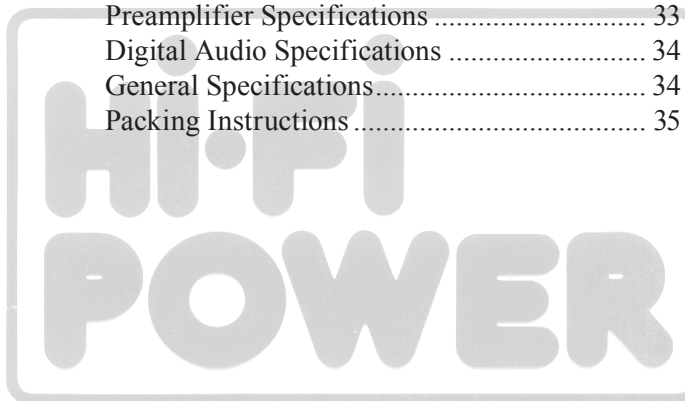 Preamplifier Specifications ............................. 33
Digital Audio Specifications ........................... 34
General Specifications..................................... 34
Packing Instructions ........................................ 35
Hi-Fi
POWER